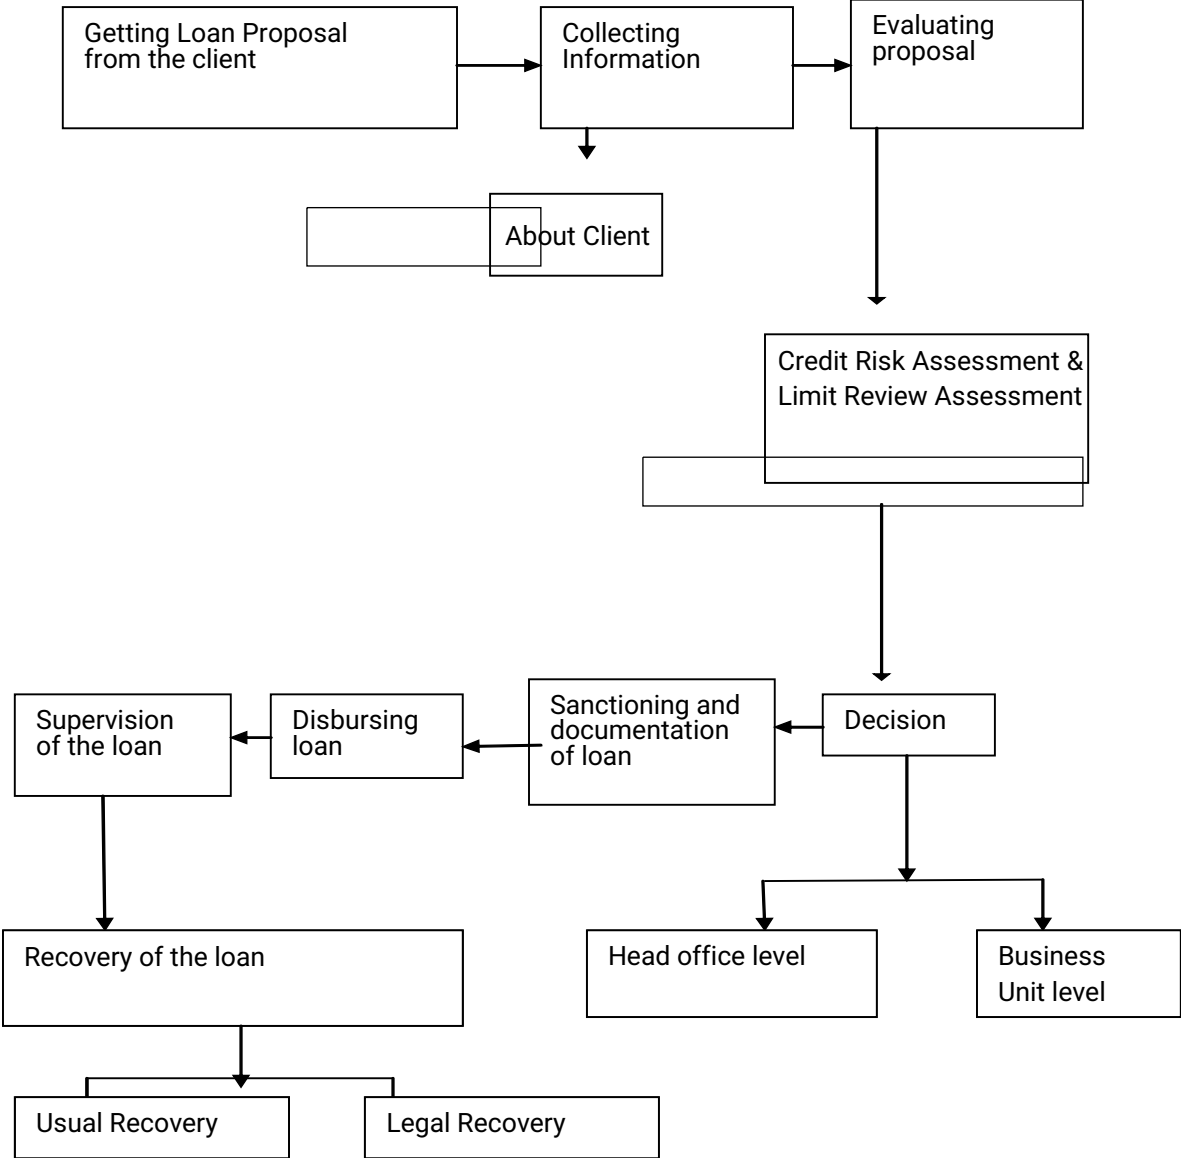 Getting Loan Proposal
from the client
Collecting
Information
Evaluating
proposal
About Client
Credit Risk Assessment &
Limit Review Assessment
Supervision
of the loan
Disbursing
loan
Sanctioning and
documentation
of loan
Decision
Recovery of the loan
Head office level
Business
Unit level
Usual Recovery
Legal Recovery